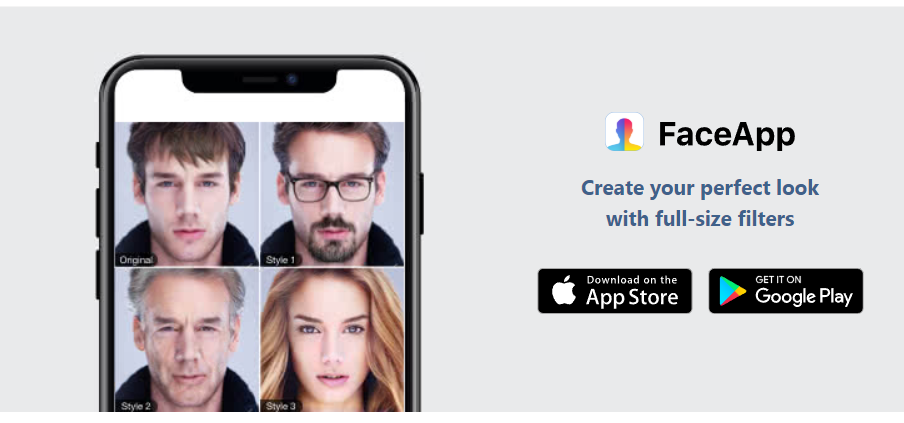 FaceApp
Create your perfect look
with full-size filters
Download on the
App Store
GET IT ON
Google Play
Original
Style 1
Style 2
Style 3